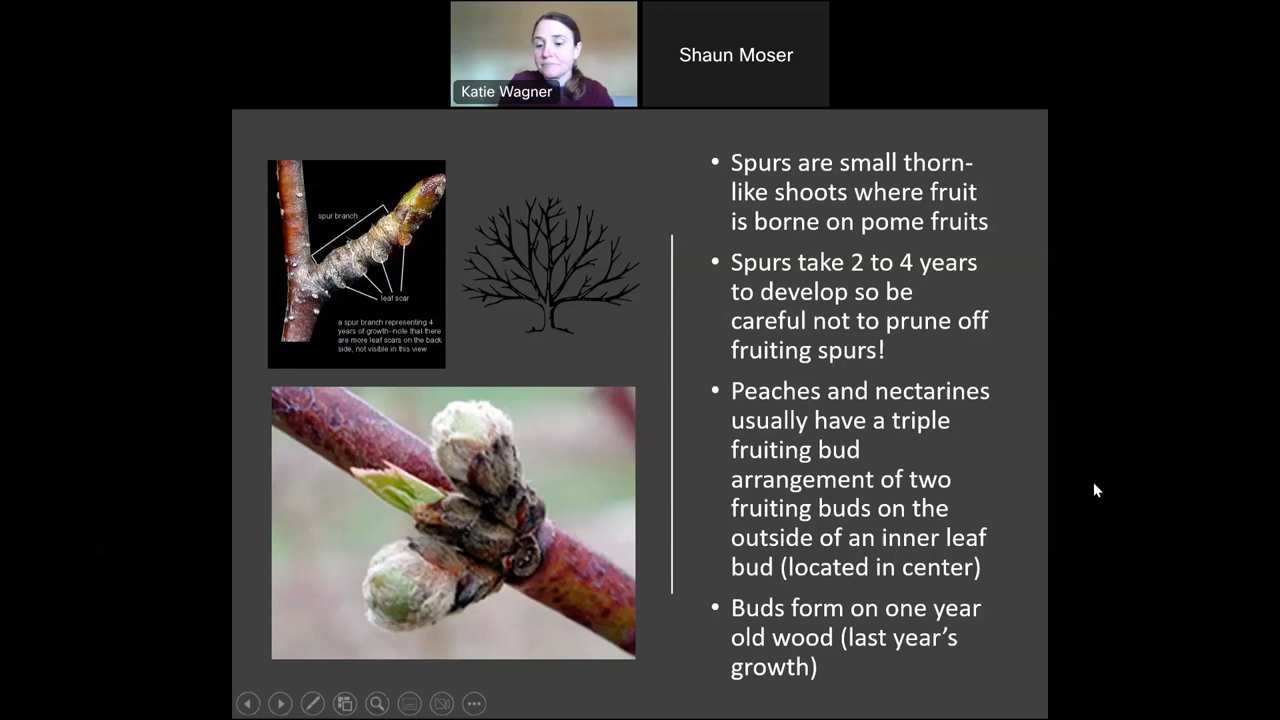 Katie Wagner
Shaun Moser
spur branch
leaf scar
a spur branch representing 4
years of growth--note that there
are more leaf scars on the back
side, not visible in this view
• Spurs are small thorn-
like shoots where fruit
is borne on pome fruits
• Spurs take 2 to 4 years
to develop so be
careful not to prune off
fruiting spurs!
• Peaches and nectarines
usually have a triple
fruiting bud
arrangement of two
fruiting buds on the
outside of an inner leaf
bud (located in center)
• Buds form on one year
old wood (last year’s
growth)